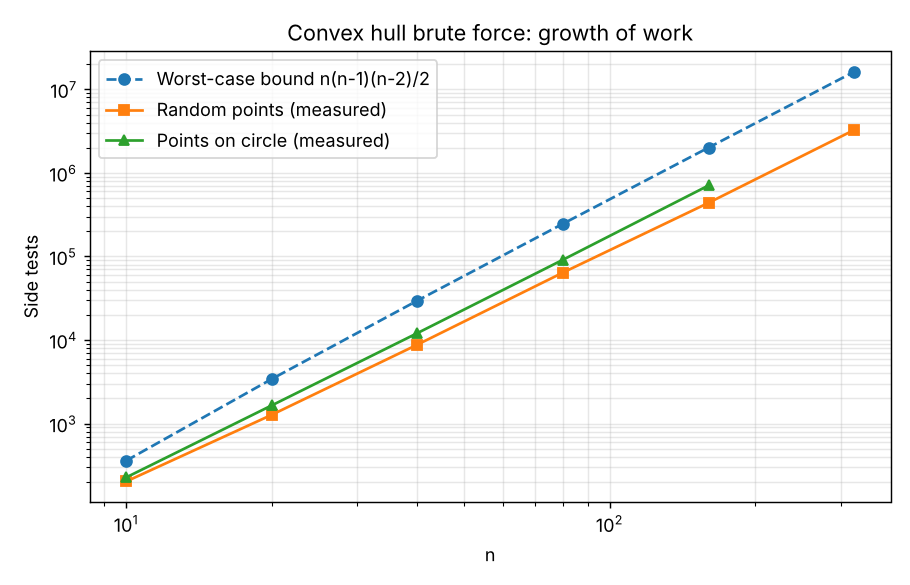 Convex hull brute force: growth of work
Worst-case bound n(n-1)(n-2)/2
Random points (measured)
Points on circle (measured)
Side tests
10⁷
10⁶
10⁵
10⁴
10³
10¹
10²
n